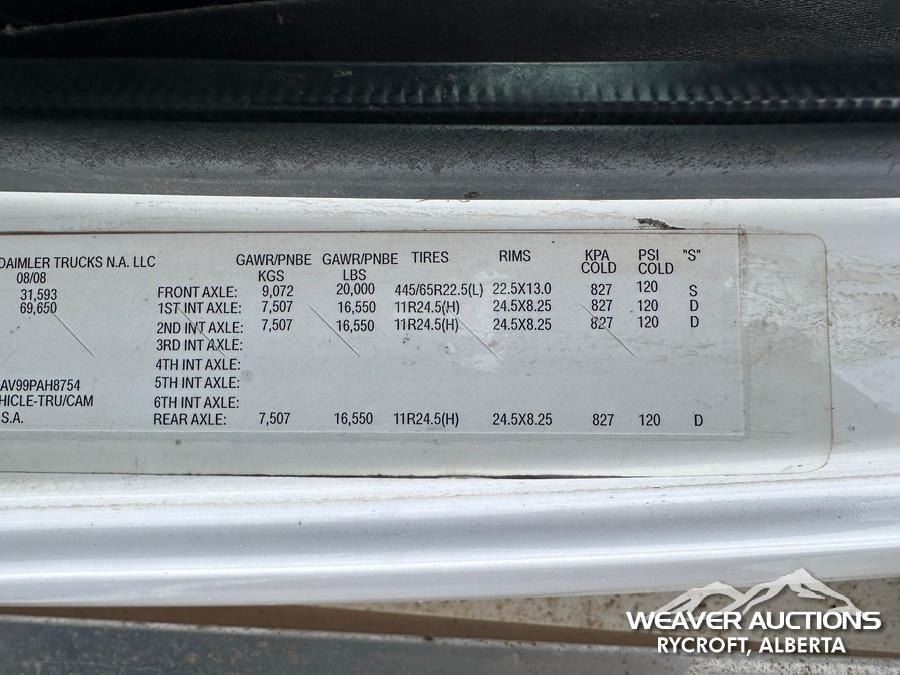 DAIMLER TRUCKS N.A. LLC GAWR/PNBE GAWR/PNBE TIRES RIMS KPA PSI "S"
08/08 KGS LBS COLD COLD
31,593 FRONT AXLE: 9,072 20,000 445/65R22.5(L) 22.5X13.0 827 120 S
69,650 1ST INT AXLE: 7,507 16,550 11R24.5(H) 24.5X8.25 827 120 D
2ND INT AXLE: 7,507 16,550 11R24.5(H) 24.5X8.25 827 120 D
3RD INT AXLE:
4TH INT AXLE:
AV99PAH8754 5TH INT AXLE:
HICLE-TRU/CAM 6TH INT AXLE:
S.A. REAR AXLE: 7,507 16,550 11R24.5(H) 24.5X8.25 827 120 D
WEAVER AUCTIONS
RYCROFT, ALBERTA